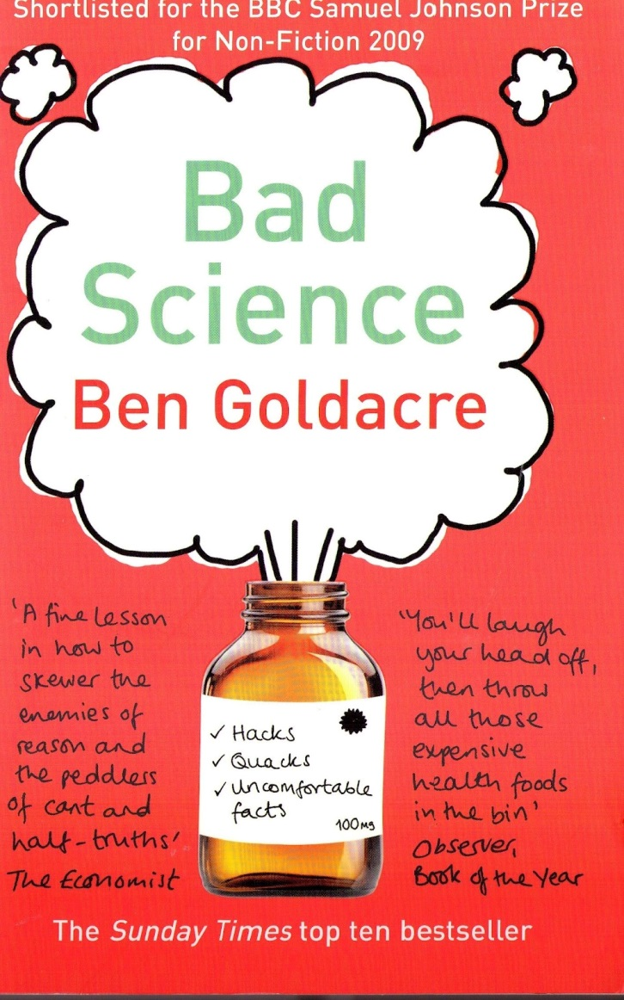 Shortlisted for the BBC Samuel Johnson Prize
for Non-Fiction 2009
Bad
Science
Ben Goldacre
'A fine lesson
in how to
skewer the
enemies of
reason and
the peddlers
of cant and
half-truths'
The Economist
✓ Hacks
✓ Quacks
✓ Uncomfortable
facts
100mg
'You'll laugh
your head off,
then throw
all those
expensive
health foods
in the bin'
Observer,
Book of the Year
The Sunday Times top ten bestseller